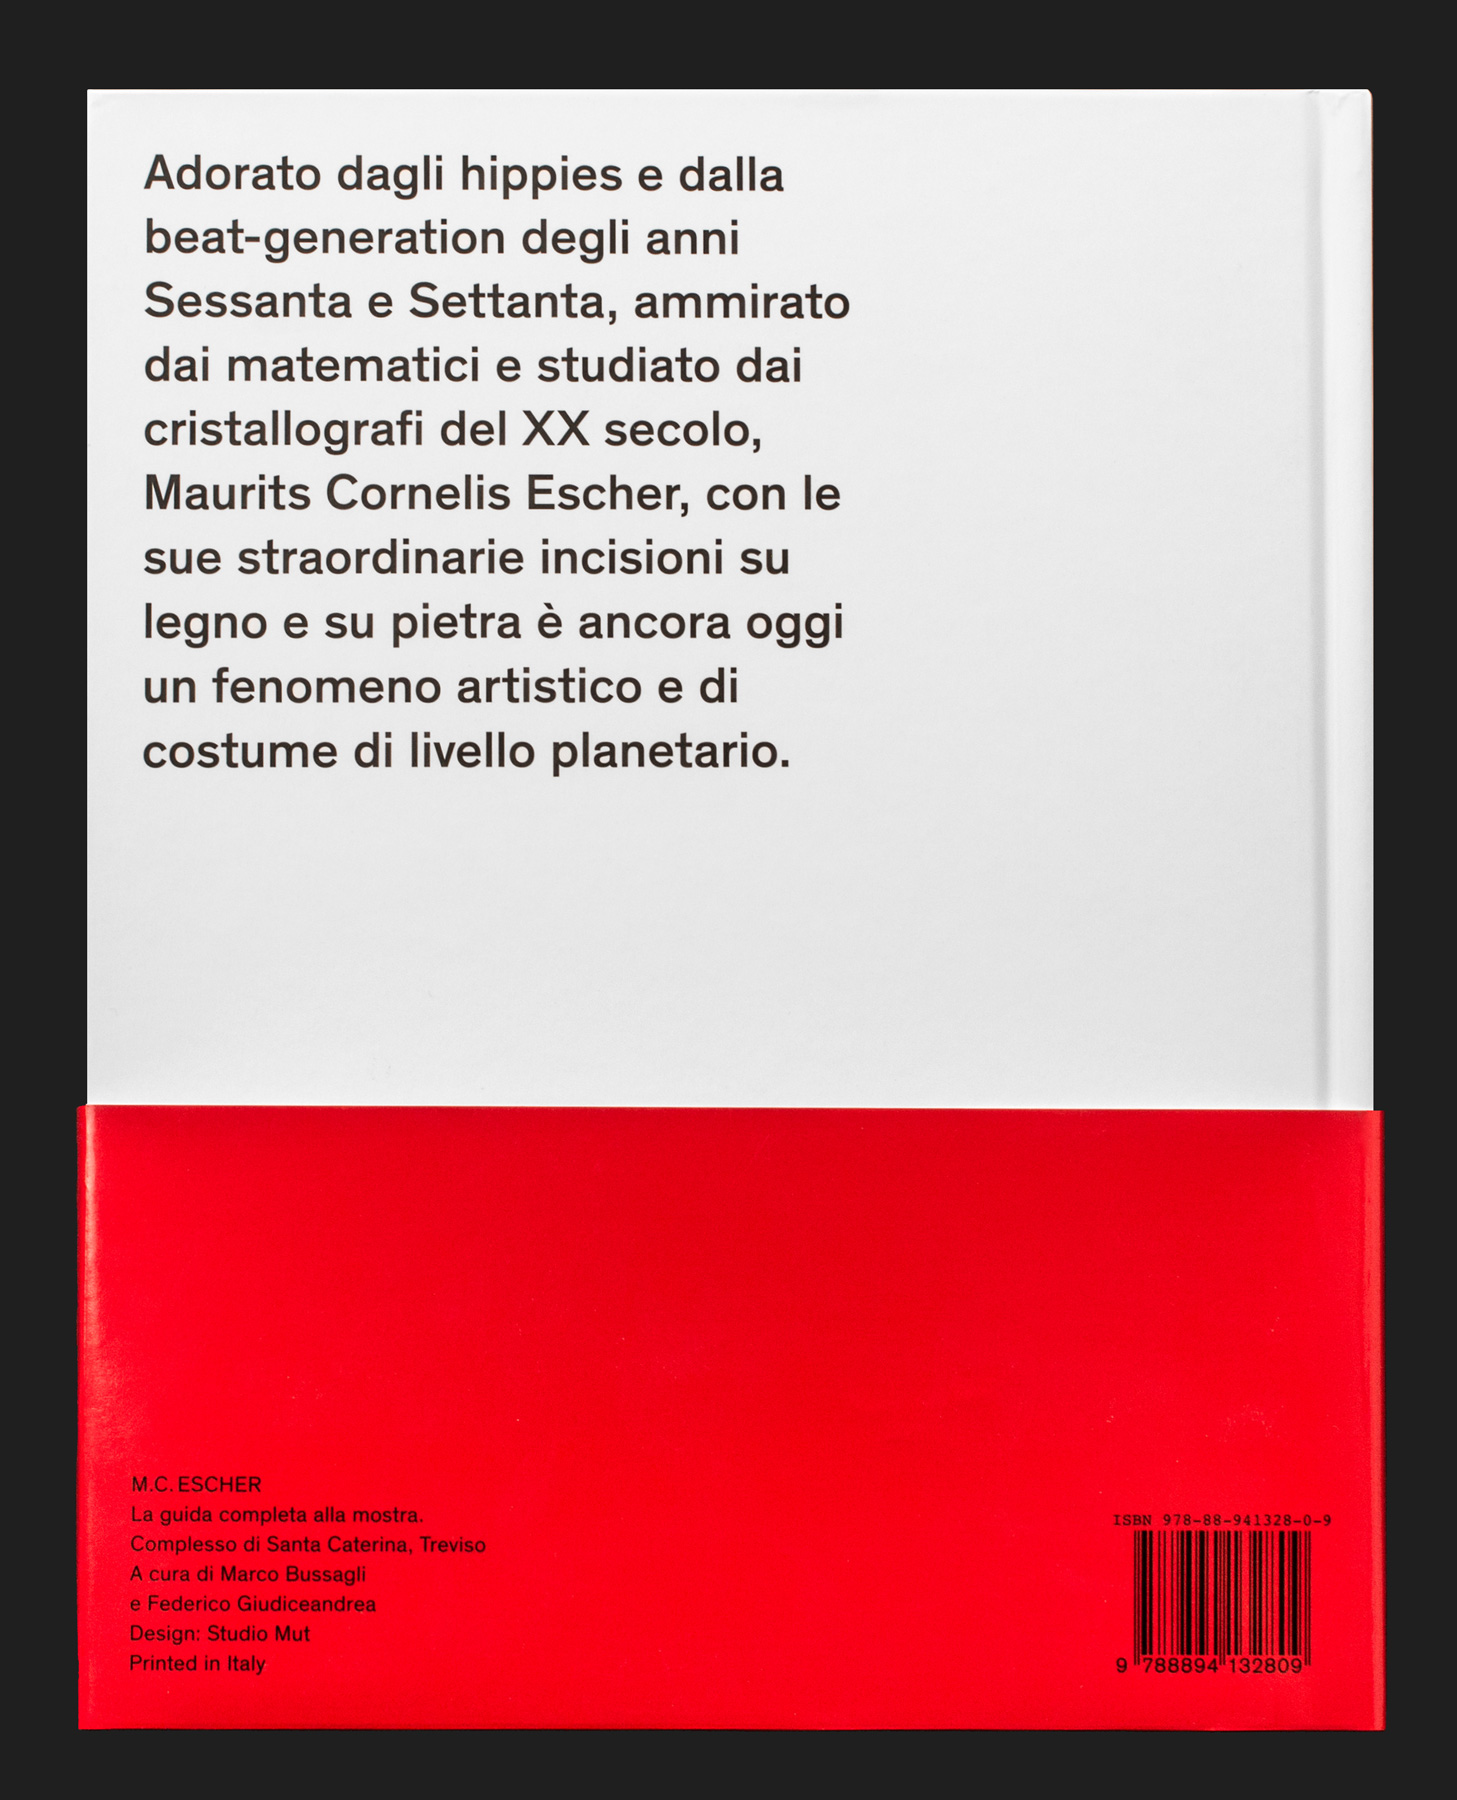 Adorato dagli hippies e dalla
beat-generation degli anni
Sessanta e Settanta, ammirato
dai matematici e studiato dai
cristallografi del XX secolo,
Maurits Cornelis Escher, con le
sue straordinarie incisioni su
legno e su pietra è ancora oggi
un fenomeno artistico e di
costume di livello planetario.
M.C. ESCHER
La guida completa alla mostra.
Complesso di Santa Caterina, Treviso
A cura di Marco Bussagli
e Federico Giudiceandrea
Design: Studio Mut
Printed in Italy
ISBN 978-88-941328-0-9
9 788894 132809